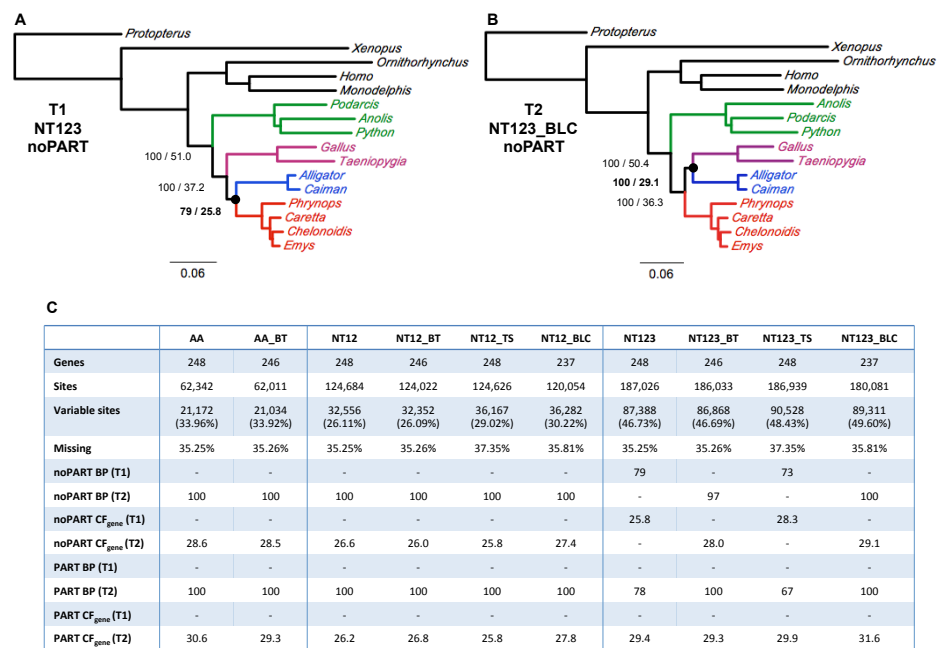 A
Protopterus
Xenopus
Ornithorhynchus
Homo
Monodelphis
Podarcis
Anolis
Python
Gallus
Taeniopygia
Alligator
Caiman
Phrynops
Caretta
Chelonoidis
Emys
T1
NT123
noPART
100 / 51.0
100 / 37.2
79 / 25.8
0.06
B
Protopterus
Xenopus
Ornithorhynchus
Homo
Monodelphis
Anolis
Podarcis
Python
Gallus
Taeniopygia
Alligator
Caiman
Phrynops
Caretta
Chelonoidis
Emys
T2
NT123_BLC
noPART
100 / 50.4
100 / 29.1
100 / 36.3
0.06
C
AA AA_BT NT12 NT12_BT NT12_TS NT12_BLC NT123 NT123_BT NT123_TS NT123_BLC
Genes 248 246 248 246 248 237 248 246 248 237
Sites 62,342 62,011 124,684 124,022 124,626 120,054 187,026 186,033 186,939 180,081
Variable sites 21,172 21,034 32,556 32,352 36,167 36,282 87,388 86,868 90,528 89,311
(33.96%) (33.92%) (26.11%) (26.09%) (29.02%) (30.22%) (46.73%) (46.69%) (48.43%) (49.60%)
Missing 35.25% 35.26% 35.25% 35.26% 37.35% 35.81% 35.25% 35.26% 37.35% 35.81%
noPART BP (T1) - - - - - - 79 - 73 -
noPART BP (T2) 100 100 100 100 100 100 - 97 - 100
noPART CFgene (T1) - - - - - - 25.8 - 28.3 -
noPART CFgene (T2) 28.6 28.5 26.6 26.0 25.8 27.4 - 28.0 - 29.1
PART BP (T1) - - - - - - - - - -
PART BP (T2) 100 100 100 100 100 100 78 100 67 100
PART CFgene (T1) - - - - - - - - - -
PART CFgene (T2) 30.6 29.3 26.2 26.8 25.8 27.8 29.4 29.3 29.9 31.6